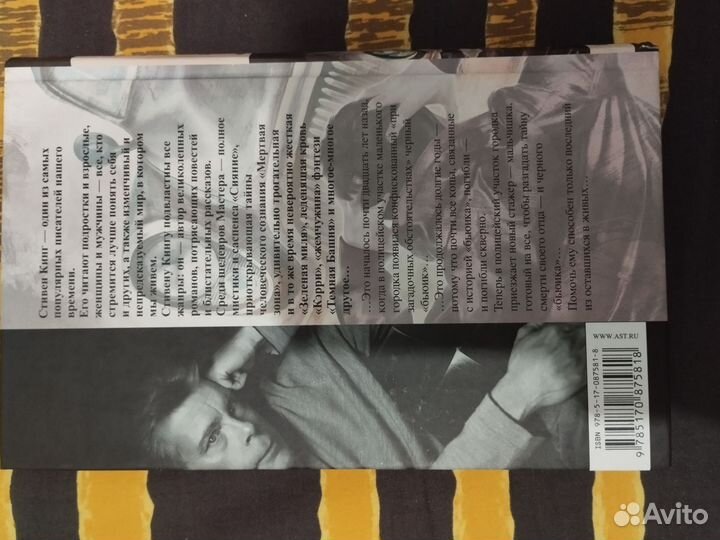 Стивен Кинг — один из самых
популярных писателей нашего
времени.
Его читают подростки и взрослые,
женщины и мужчины — все, кто
стремится лучше понять себя
и других, а также изменчивый и
непредсказуемый мир, в котором
мы живем.
Стивену Кингу подвластны все
жанры: он — автор великолепных
романов, потрясающих повестей
и блистательных рассказов.
Среди шедевров Мастера — полное
мистики и саспенса «Сияние»,
приоткрывающая тайны
человеческого сознания «Мертвая
зона», удивительно трогательная
и в то же время невероятно жесткая
«Зеленая миля», леденящая кровь
«Кэрри», «жемчужина» фэнтези
«Темная Башня» и многое-многое
другое...
...Это началось почти двадцать лет назад,
когда в полицейском участке маленького
городка появился конфискованный «при
загадочных обстоятельствах» черный
«бьюик»...
...Это продолжалось долгие годы —
потому что почти все копы, связанные
с историей «бьюика», погибли —
и погибли скверно.
Теперь в полицейский участок городка
приезжает новый стажер — мальчишка,
готовый на все, чтобы разгадать тайну
смерти своего отца — и черного
«бьюика»...
Помочь ему способен только последний
из оставшихся в живых...
WWW.AST.RU
ISBN 978-5-17-087581-8
9 785170 875818
Avito